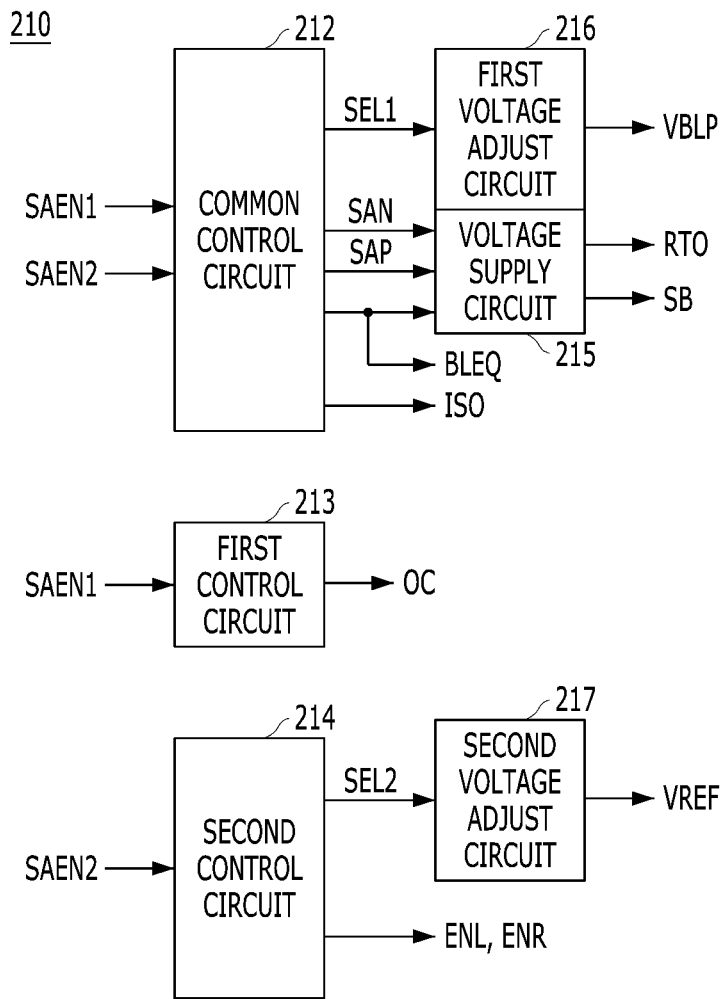 210
212
216
SEL1
FIRST
VOLTAGE
ADJUST
CIRCUIT
VBLP
SAEN1
SAEN2
COMMON
CONTROL
CIRCUIT
SAN
SAP
VOLTAGE
SUPPLY
CIRCUIT
RTO
SB
215
BLEQ
ISO
213
SAEN1
FIRST
CONTROL
CIRCUIT
OC
214
217
SEL2
SECOND
VOLTAGE
ADJUST
CIRCUIT
VREF
SAEN2
SECOND
CONTROL
CIRCUIT
ENL, ENR